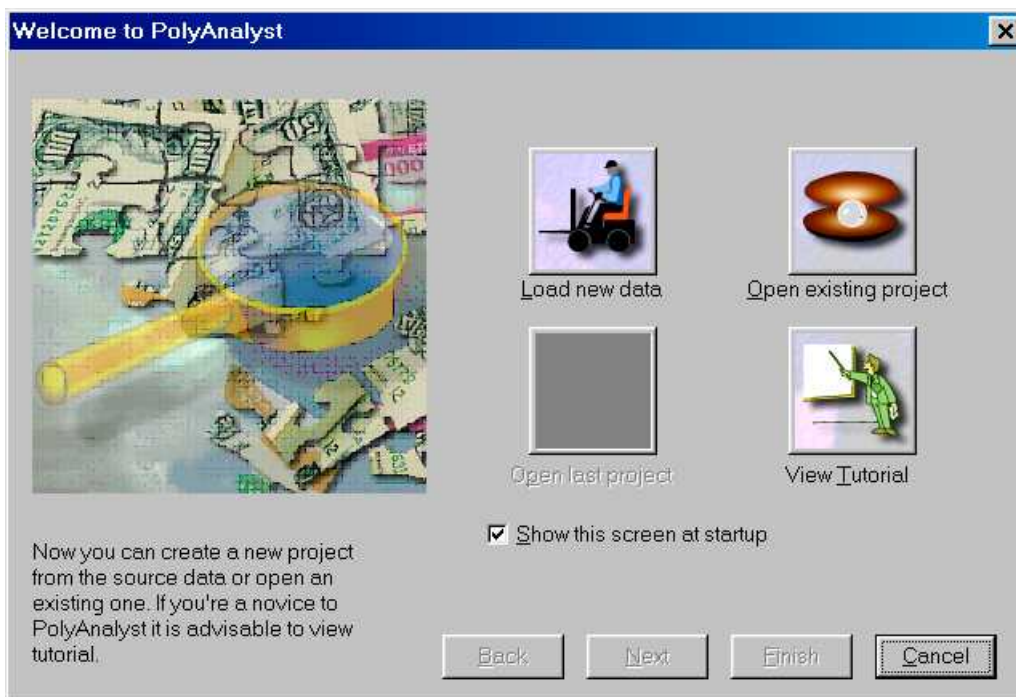 Welcome to PolyAnalyst
Load new data
Open existing project
Open last project
View Tutorial
Show this screen at startup
Now you can create a new project
from the source data or open an
existing one. If you're a novice to
PolyAnalyst it is advisable to view
tutorial.
Back
Next
Finish
Cancel